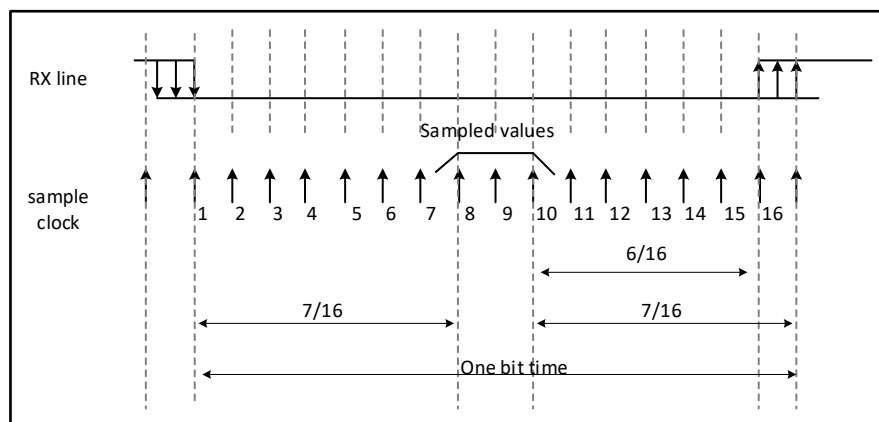 RX line
Sampled values
sample
clock
1 2 3 4 5 6 7 8 9 10 11 12 13 14 15 16
6/16
7/16 7/16
One bit time